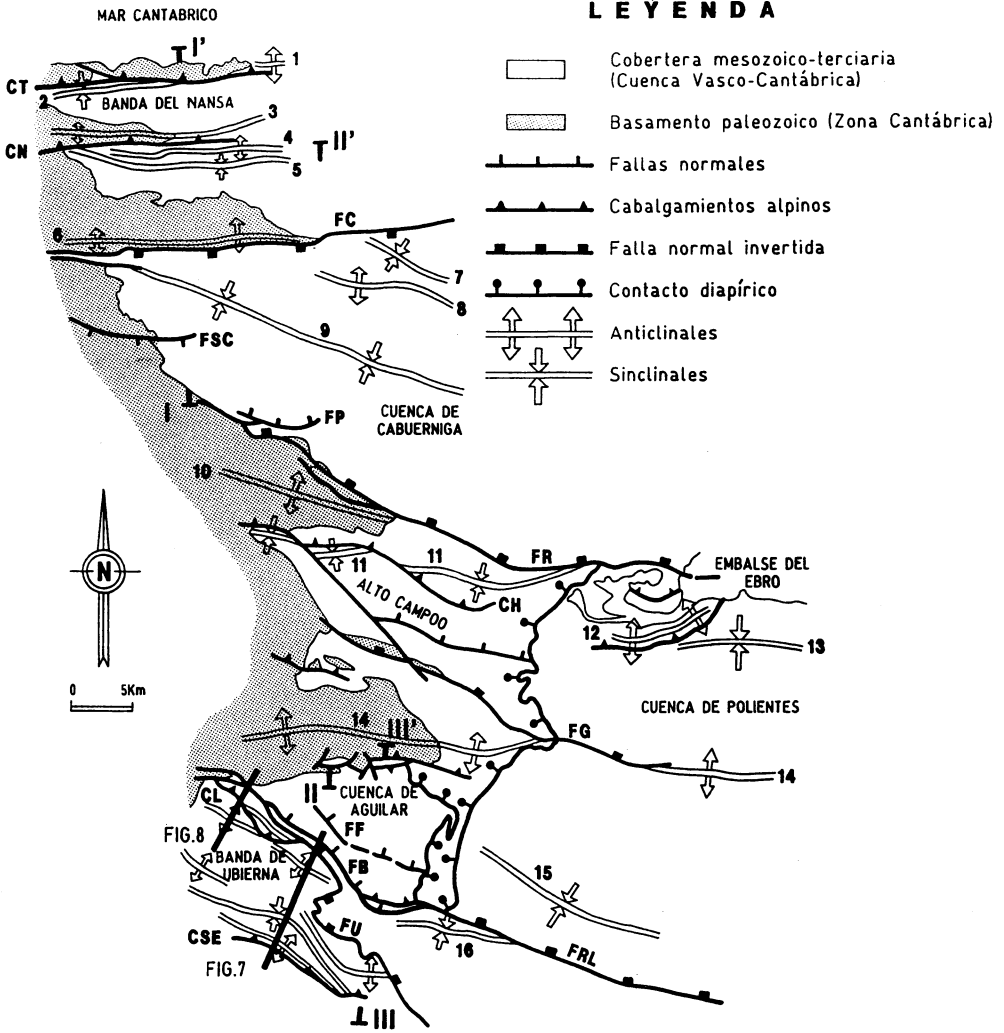 MAR CANTABRICO
LEYENDA
Cobertera mesozoico-terciaria
(Cuenca Vasco-Cantábrica)
Basamento paleozoico (Zona Cantábrica)
Fallas normales
Cabalgamientos alpinos
Falla normal invertida
Contacto diapírico
Anticlinales
Sinclinales
I'
1
CT
2
BANDA DEL NANSA
3
4
CN
II'
5
FC
6
7
8
9
FSC
I
FP
CUENCA DE
CABUERNIGA
10
N
11
11
FR
EMBALSE DEL
EBRO
ALTO CAMPOO
CH
12
13
0 5Km
CUENCA DE POLIENTES
14
III'
FG
14
CL
II
CUENCA DE
AGUILAR
FIG.8
FF
BANDA DE
UBIERNA
FB
15
CSE
FU
16
FRL
FIG.7
III